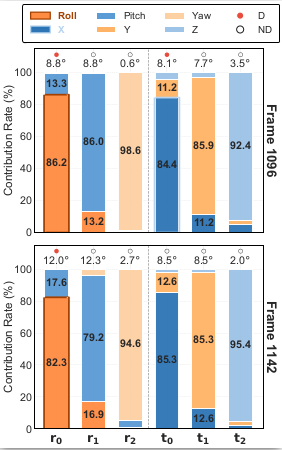 Roll Pitch Yaw D
X Y Z ND
8.8° 8.8° 0.6° 8.1° 7.7° 3.5°
100
80
60
40
20
0
Contribution Rate (%)
13.3 86.0 98.6 11.2 85.9 92.4
86.2 13.2 84.4 11.2
Frame 1096
12.0° 12.3° 2.7° 8.5° 8.5° 2.0°
100
80
60
40
20
0
Contribution Rate (%)
17.6 79.2 94.6 12.6 85.3 95.4
82.3 16.9 85.3 12.6
Frame 1142
r₀ r₁ r₂ t₀ t₁ t₂